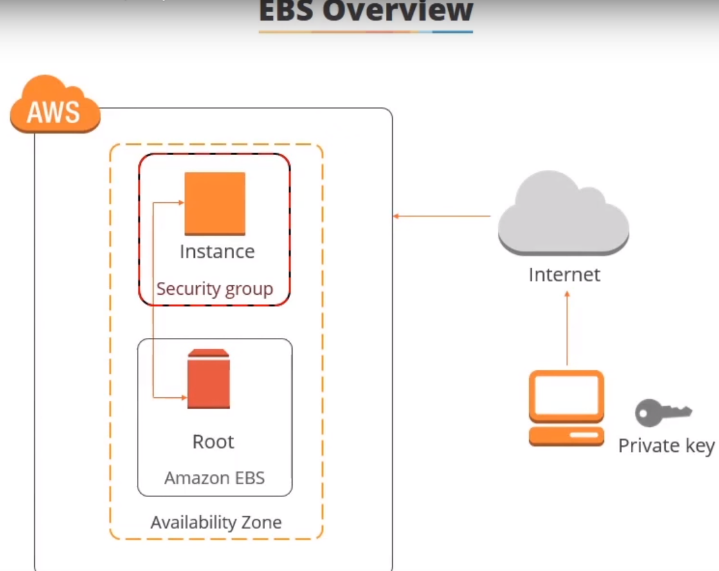 EBS Overview
AWS
Instance
Security group
Root
Amazon EBS
Availability Zone
Internet
Private key